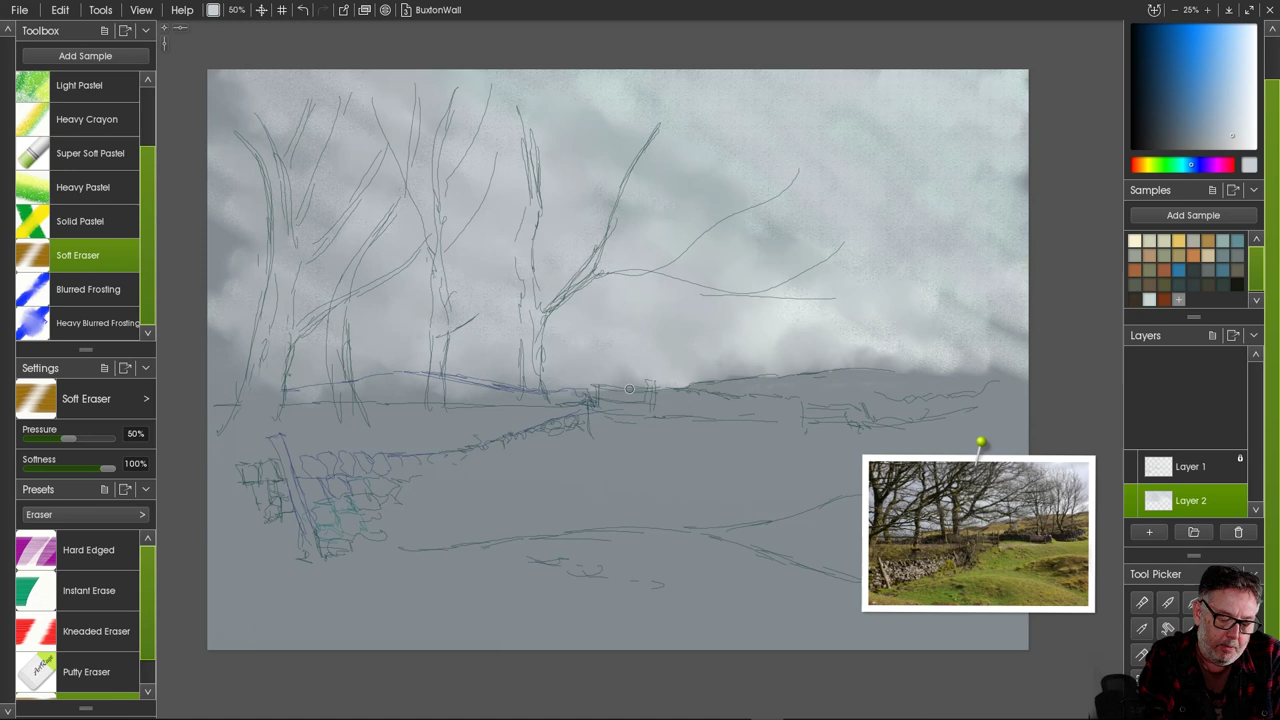 File Edit Tools View Help 50% BuxtonWall 25%
Toolbox
Add Sample
Light Pastel
Heavy Crayon
Super Soft Pastel
Heavy Pastel
Solid Pastel
Soft Eraser
Blurred Frosting
Heavy Blurred Frosting
Settings
Soft Eraser >
Pressure
50%
Softness
100%
Presets
Eraser >
Hard Edged
Instant Erase
Kneaded Eraser
Putty Eraser
Samples
Add Sample
Layers
Layer 1
Layer 2
Tool Picker